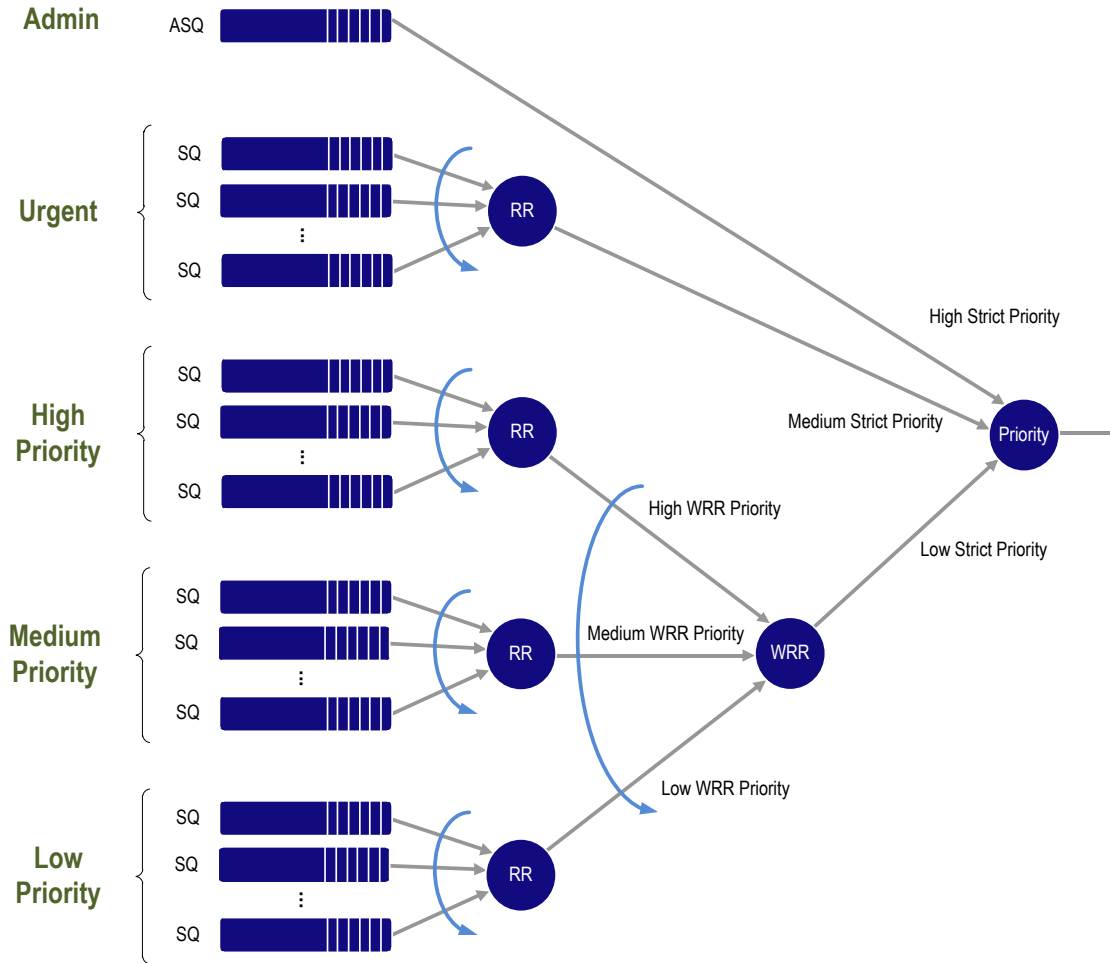 Admin
ASQ
SQ
Urgent
SQ
RR
⋮
SQ
High Strict Priority
SQ
High
Priority
SQ
RR
Medium Strict Priority
Priority
⋮
SQ
High WRR Priority
Low Strict Priority
SQ
Medium
Priority
SQ
RR
Medium WRR Priority
WRR
⋮
SQ
Low WRR Priority
SQ
Low
Priority
SQ
RR
⋮
SQ